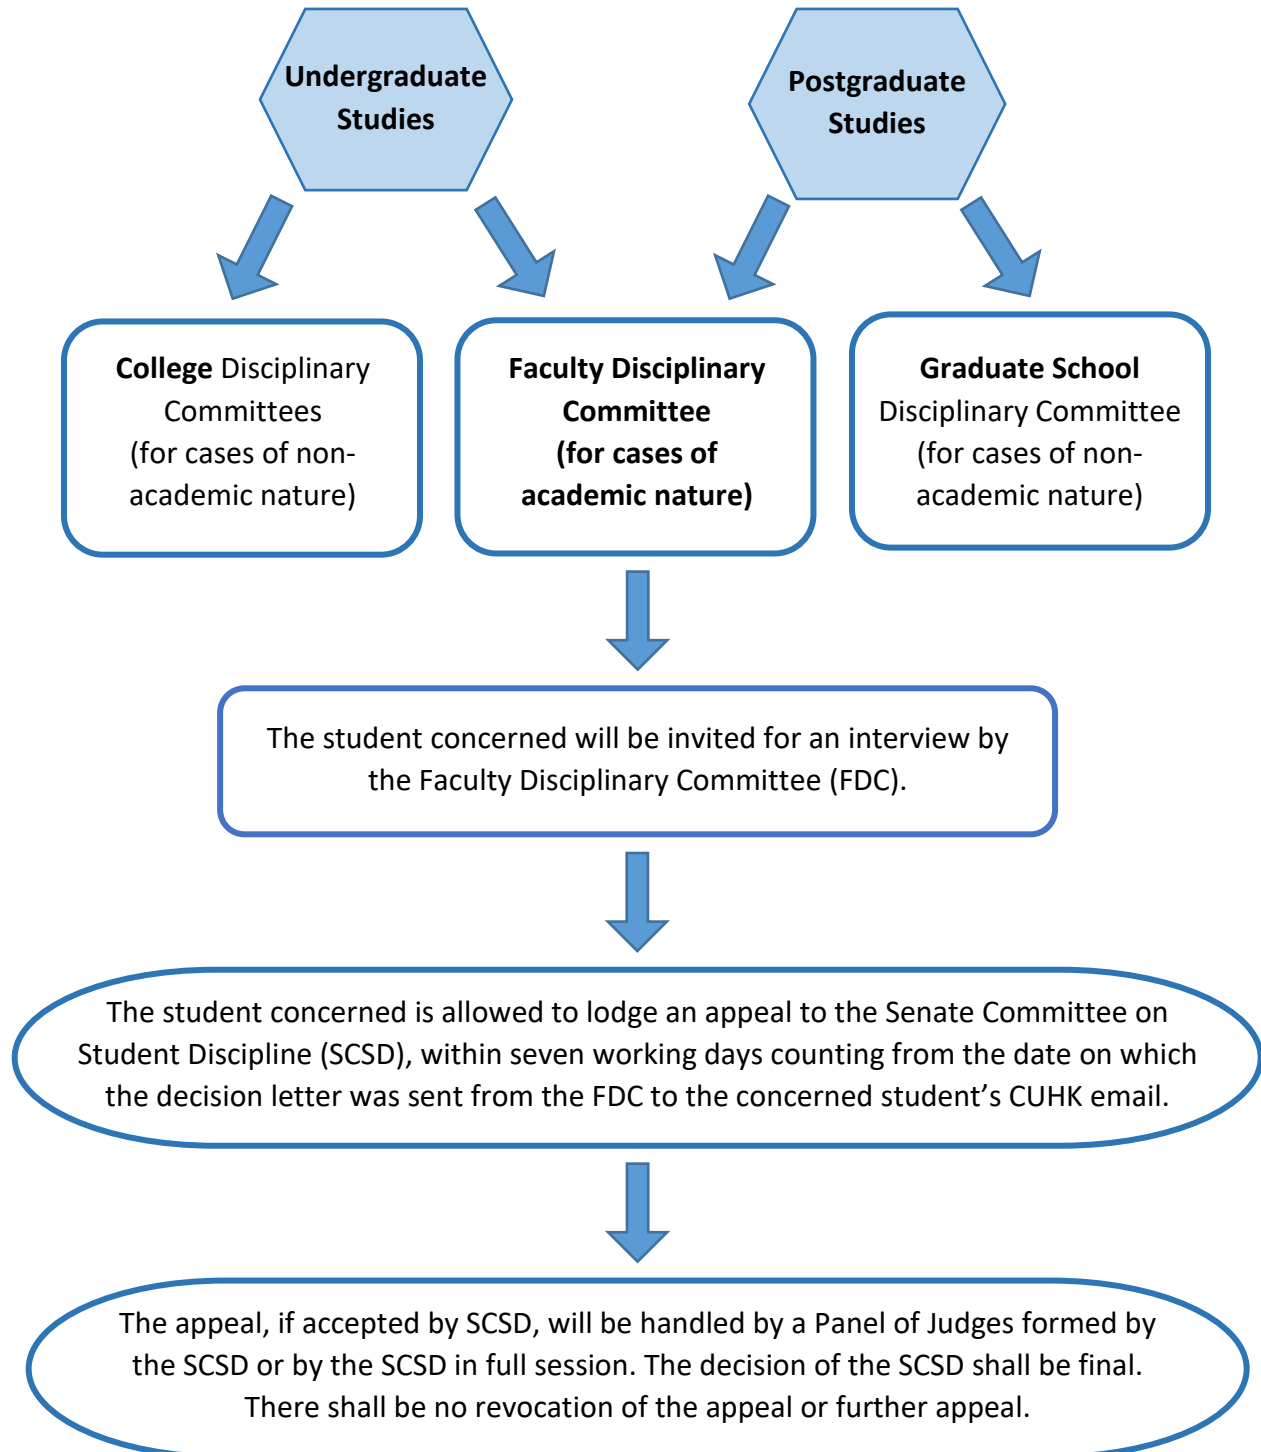 Undergraduate
Studies
Postgraduate
Studies
College Disciplinary
Committees
(for cases of non-
academic nature)
Faculty Disciplinary
Committee
(for cases of
academic nature)
Graduate School
Disciplinary Committee
(for cases of non-
academic nature)
The student concerned will be invited for an interview by
the Faculty Disciplinary Committee (FDC).
The student concerned is allowed to lodge an appeal to the Senate Committee on
Student Discipline (SCSD), within seven working days counting from the date on which
the decision letter was sent from the FDC to the concerned student’s CUHK email.
The appeal, if accepted by SCSD, will be handled by a Panel of Judges formed by
the SCSD or by the SCSD in full session. The decision of the SCSD shall be final.
There shall be no revocation of the appeal or further appeal.